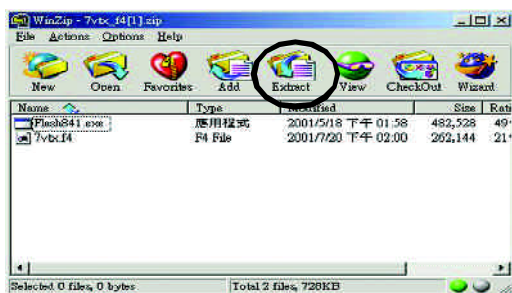 WinZip - 7vtx_f4[1].zip
File Actions Options Help
New Open Favorites Add Extract View CheckOut Wizard
Name Type Modified Size Rati
Flash841.exe 應用程式 2001/5/18 下午 01:58 482,528 49
7vtx.f4 F4 File 2001/7/20 下午 02:00 262,144 21
Selected 0 files, 0 bytes Total 2 files, 728KB